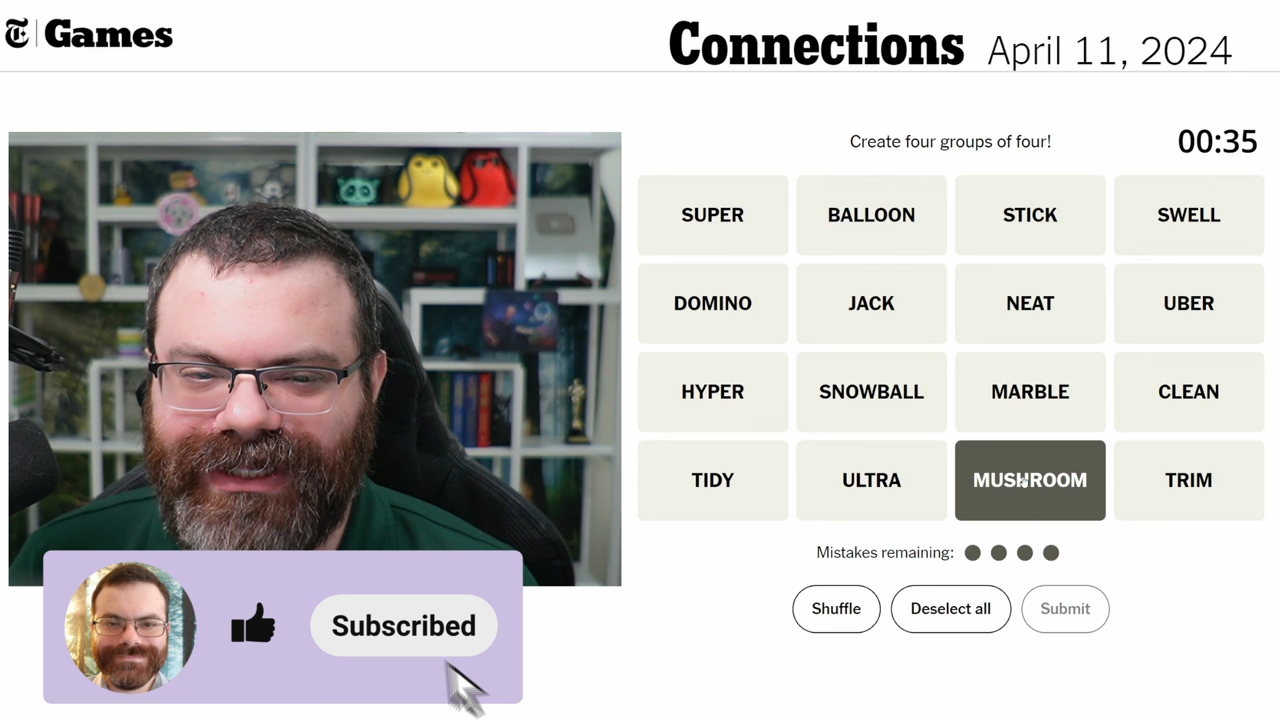 Games
Connections April 11, 2024
Create four groups of four!
00:35
SUPER BALLOON STICK SWELL
DOMINO JACK NEAT UBER
HYPER SNOWBALL MARBLE CLEAN
TIDY ULTRA MUSHROOM TRIM
Mistakes remaining:
Shuffle Deselect all Submit
Subscribed